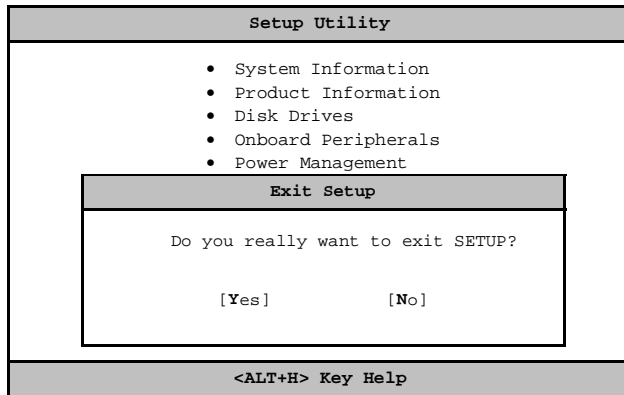 Setup Utility
• System Information
• Product Information
• Disk Drives
• Onboard Peripherals
• Power Management
Exit Setup
Do you really want to exit SETUP?
[Yes] [No]
<ALT+H> Key Help